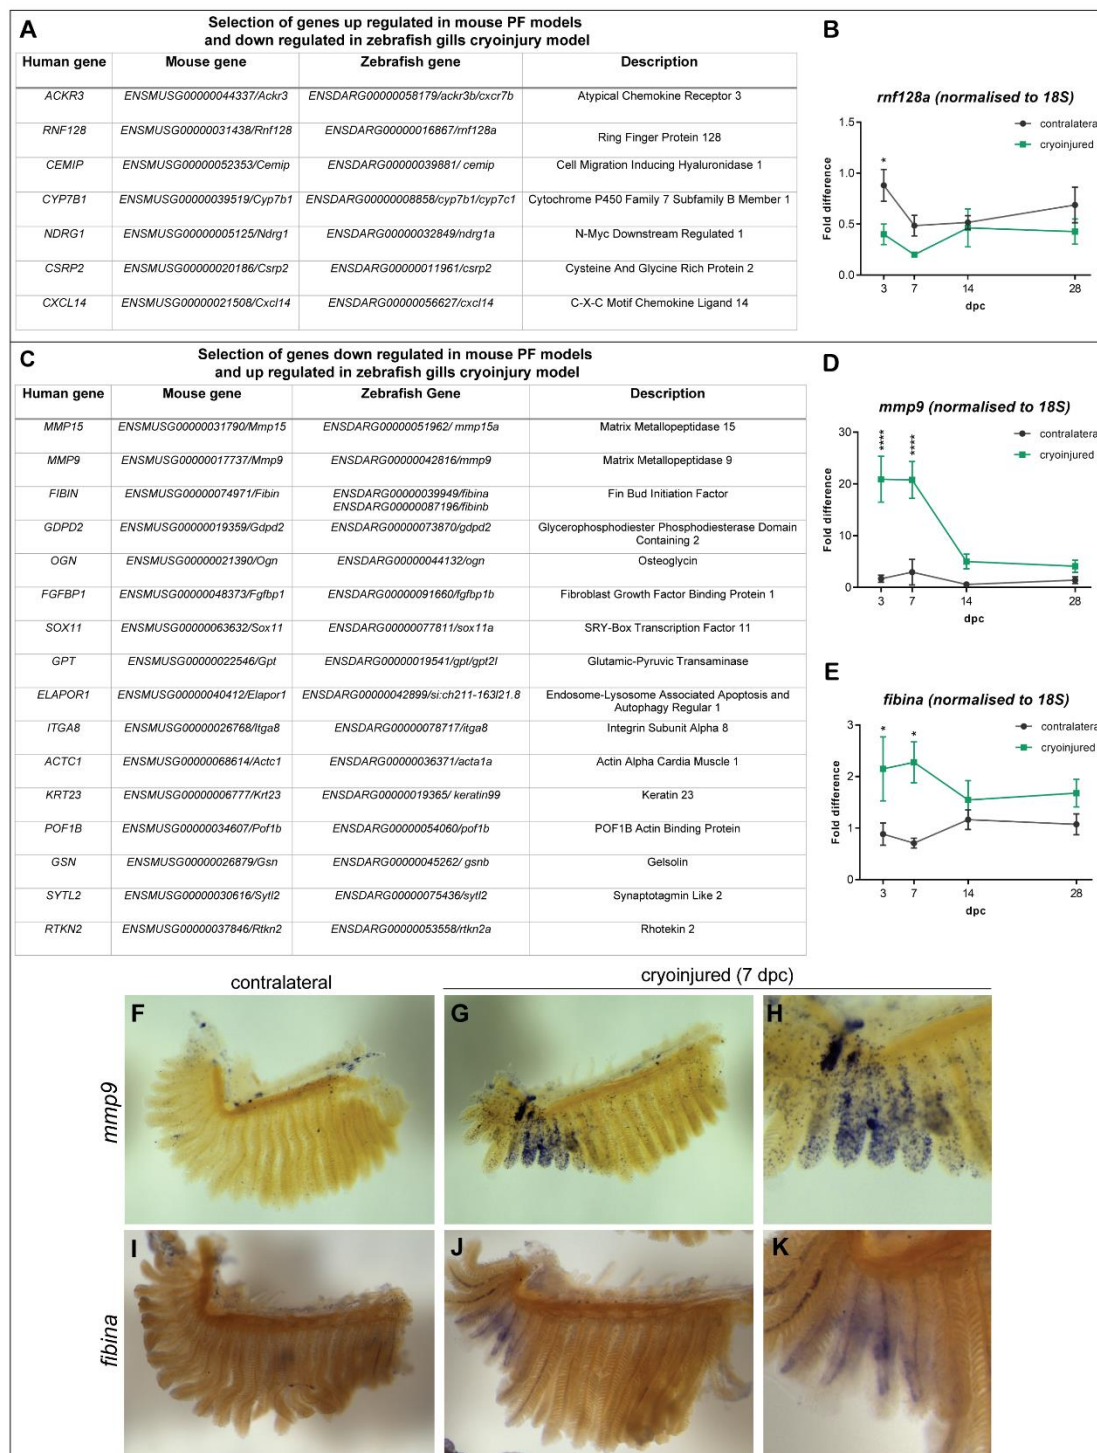 A
Selection of genes up regulated in mouse PF models
and down regulated in zebrafish gills cryoinjury model
Human gene Mouse gene Zebrafish gene Description
ACKR3 ENSMUSG00000044337/Ackr3 ENSDARG00000058179/ackr3b/cxcr7b Atypical Chemokine Receptor 3
RNF128 ENSMUSG00000031438/Rnf128 ENSDARG00000016867/rnf128a Ring Finger Protein 128
CEMIP ENSMUSG00000052353/Cemip ENSDARG00000039881/ cemip Cell Migration Inducing Hyaluronidase 1
CYP7B1 ENSMUSG00000039519/Cyp7b1 ENSDARG00000008858/cyp7b1/cyp7c1 Cytochrome P450 Family 7 Subfamily B Member 1
NDRG1 ENSMUSG00000005125/Ndrg1 ENSDARG00000032849/ndrg1a N-Myc Downstream Regulated 1
CSRP2 ENSMUSG00000020186/Csrp2 ENSDARG00000011961/csrp2 Cysteine And Glycine Rich Protein 2
CXCL14 ENSMUSG00000021508/Cxcl14 ENSDARG00000056627/cxcl14 C-X-C Motif Chemokine Ligand 14
B
rnf128a (normalised to 18S)
contralateral
cryoinjured
Fold difference
1.5
1.0
0.5
0.0
*
3 7 14 28
dpc
C
Selection of genes down regulated in mouse PF models
and up regulated in zebrafish gills cryoinjury model
Human gene Mouse gene Zebrafish Gene Description
MMP15 ENSMUSG00000031790/Mmp15 ENSDARG00000051962/ mmp15a Matrix Metallopeptidase 15
MMP9 ENSMUSG00000017737/Mmp9 ENSDARG00000042816/mmp9 Matrix Metallopeptidase 9
FIBIN ENSMUSG00000074971/Fibin ENSDARG00000039949/fibina Fin Bud Initiation Factor
ENSDARG00000087196/fibinb
GDPD2 ENSMUSG00000019359/Gdpd2 ENSDARG00000073870/gdpd2 Glycerophosphodiester Phosphodiesterase Domain
Containing 2
OGN ENSMUSG00000021390/Ogn ENSDARG00000044132/ogn Osteoglycin
FGFBP1 ENSMUSG00000048373/Fgfbp1 ENSDARG00000091660/fgfbp1b Fibroblast Growth Factor Binding Protein 1
SOX11 ENSMUSG00000063632/Sox11 ENSDARG00000077811/sox11a SRY-Box Transcription Factor 11
GPT ENSMUSG00000022546/Gpt ENSDARG00000019541/gpt/gpt2l Glutamic-Pyruvic Transaminase
ELAPOR1 ENSMUSG00000040412/Elapor1 ENSDARG00000042899/si:ch211-163l21.8 Endosome-Lysosome Associated Apoptosis and
Autophagy Regular 1
ITGA8 ENSMUSG00000026768/Itga8 ENSDARG00000078717/itga8 Integrin Subunit Alpha 8
ACTC1 ENSMUSG00000068614/Actc1 ENSDARG00000036371/acta1a Actin Alpha Cardia Muscle 1
KRT23 ENSMUSG00000006777/Krt23 ENSDARG00000019365/ keratin99 Keratin 23
POF1B ENSMUSG00000034607/Pof1b ENSDARG00000054060/pof1b POF1B Actin Binding Protein
GSN ENSMUSG00000026879/Gsn ENSDARG00000045262/ gsnb Gelsolin
SYTL2 ENSMUSG00000030616/Sytl2 ENSDARG00000075436/sytl2 Synaptotagmin Like 2
RTKN2 ENSMUSG00000037846/Rtkn2 ENSDARG00000053558/rtkn2a Rhotekin 2
D
mmp9 (normalised to 18S)
contralateral
cryoinjured
Fold difference
30
20
10
0
**** ****
3 7 14 28
dpc
E
fibina (normalised to 18S)
contralateral
cryoinjured
Fold difference
3
2
1
0
* *
3 7 14 28
dpc
contralateral
cryoinjured (7 dpc)
mmp9
F G H
fibina
I J K